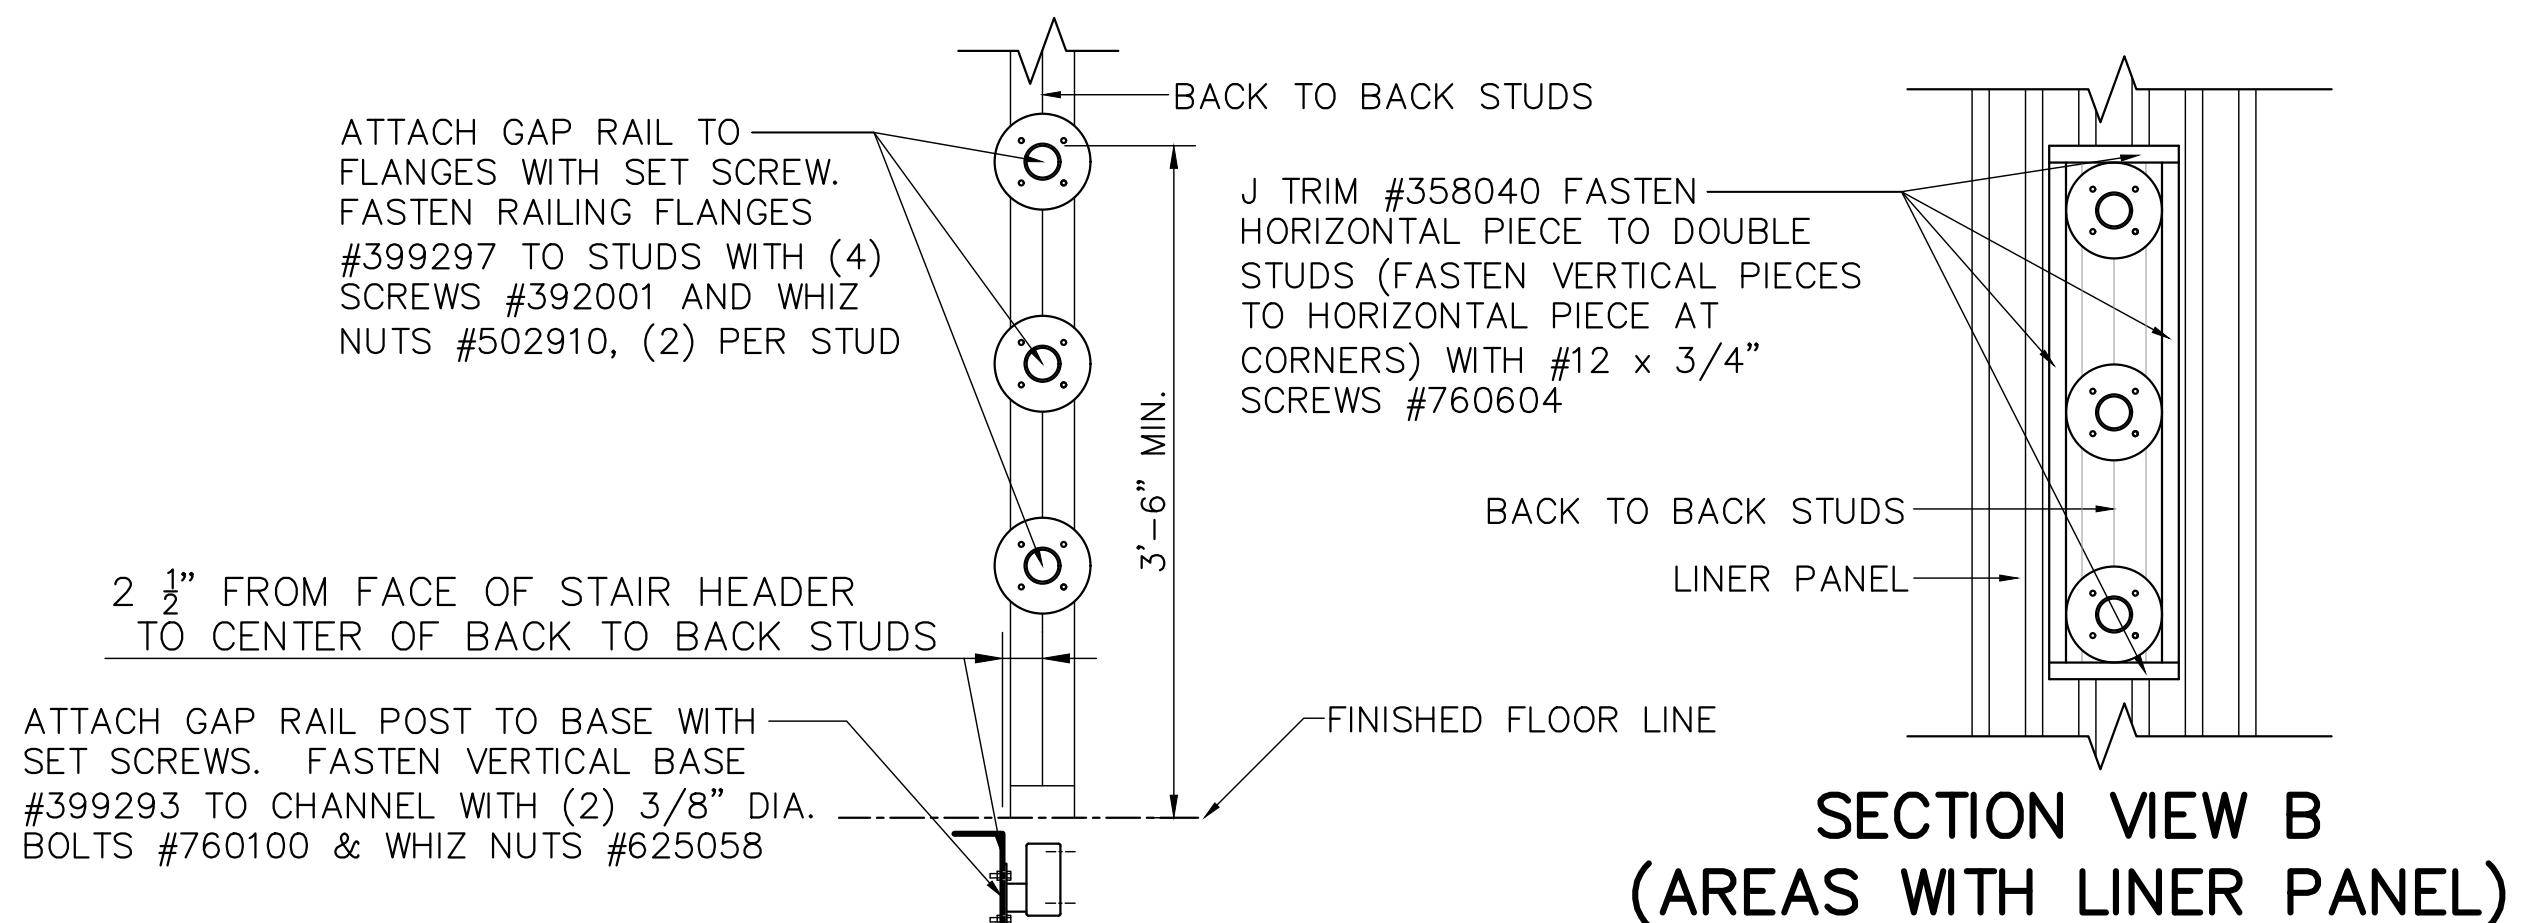 BACK TO BACK STUDS
ATTACH GAP RAIL TO
FLANGES WITH SET SCREW.
FASTEN RAILING FLANGES
#399297 TO STUDS WITH (4)
SCREWS #392001 AND WHIZ
NUTS #502910, (2) PER STUD
J TRIM #358040 FASTEN
HORIZONTAL PIECE TO DOUBLE
STUDS (FASTEN VERTICAL PIECES
TO HORIZONTAL PIECE AT
CORNERS) WITH #12 x 3/4"
SCREWS #760604
3'-6" MIN.
BACK TO BACK STUDS
LINER PANEL
2 1/2" FROM FACE OF STAIR HEADER
TO CENTER OF BACK TO BACK STUDS
ATTACH GAP RAIL POST TO BASE WITH
SET SCREWS. FASTEN VERTICAL BASE
#399293 TO CHANNEL WITH (2) 3/8" DIA.
BOLTS #760100 & WHIZ NUTS #625058
FINISHED FLOOR LINE
SECTION VIEW B
(AREAS WITH LINER PANEL)